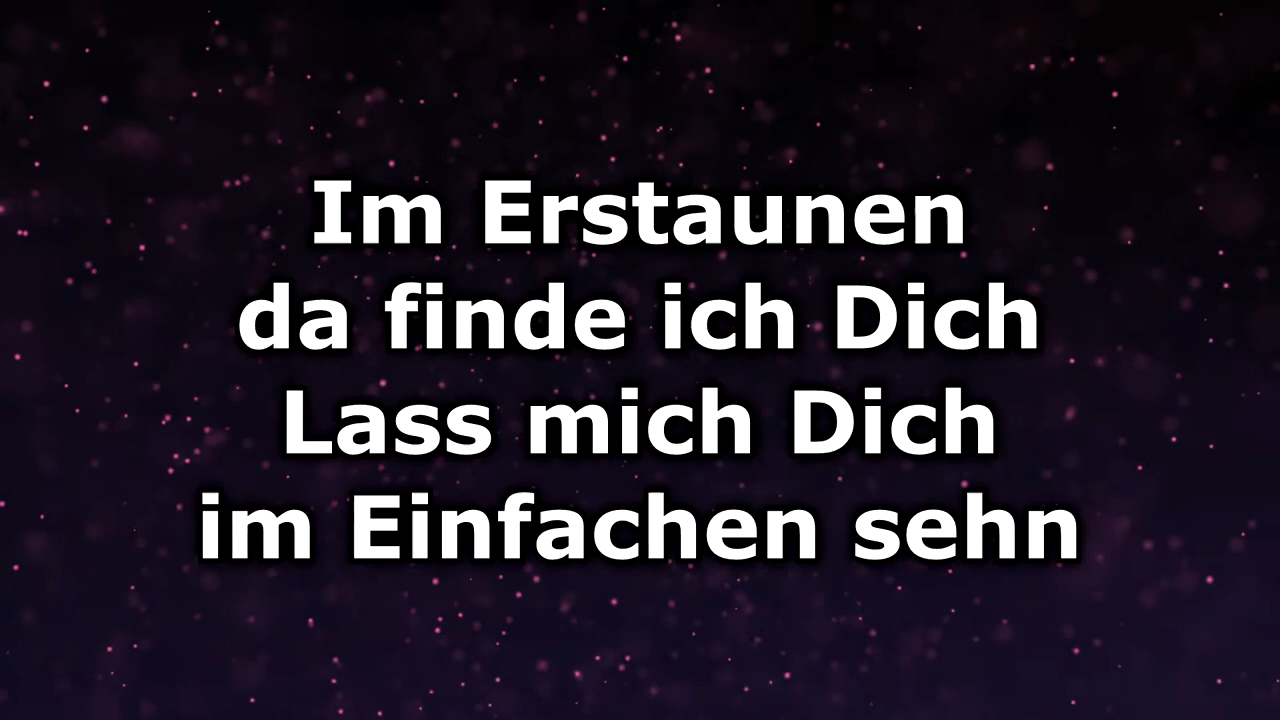 Im Erstaunen
da finde ich Dich
Lass mich Dich
im Einfachen sehn